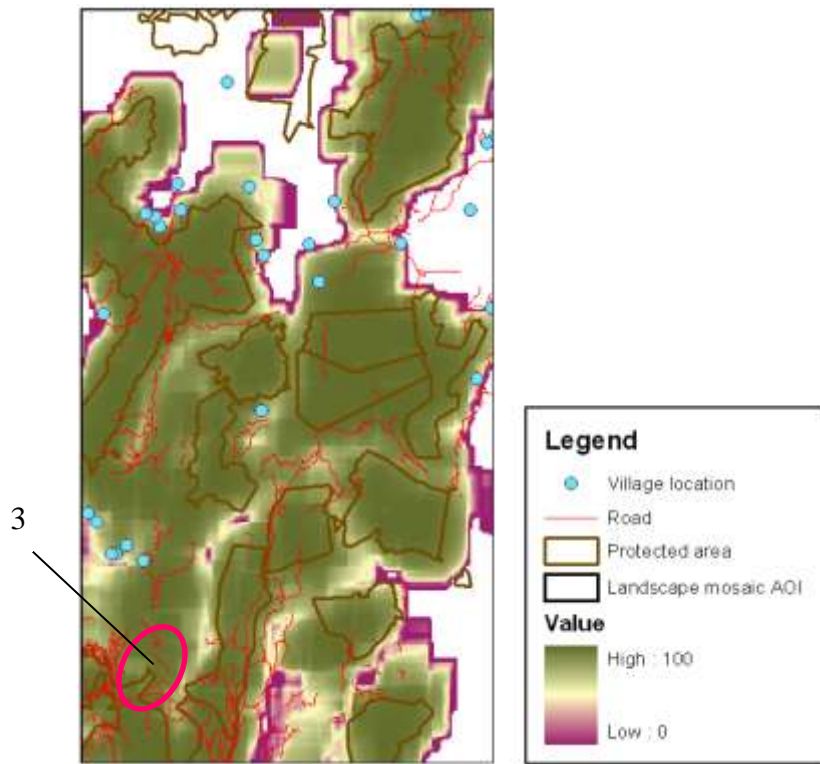 3
Legend
Village location
Road
Protected area
Landscape mosaic AOI
Value
High : 100
Low : 0